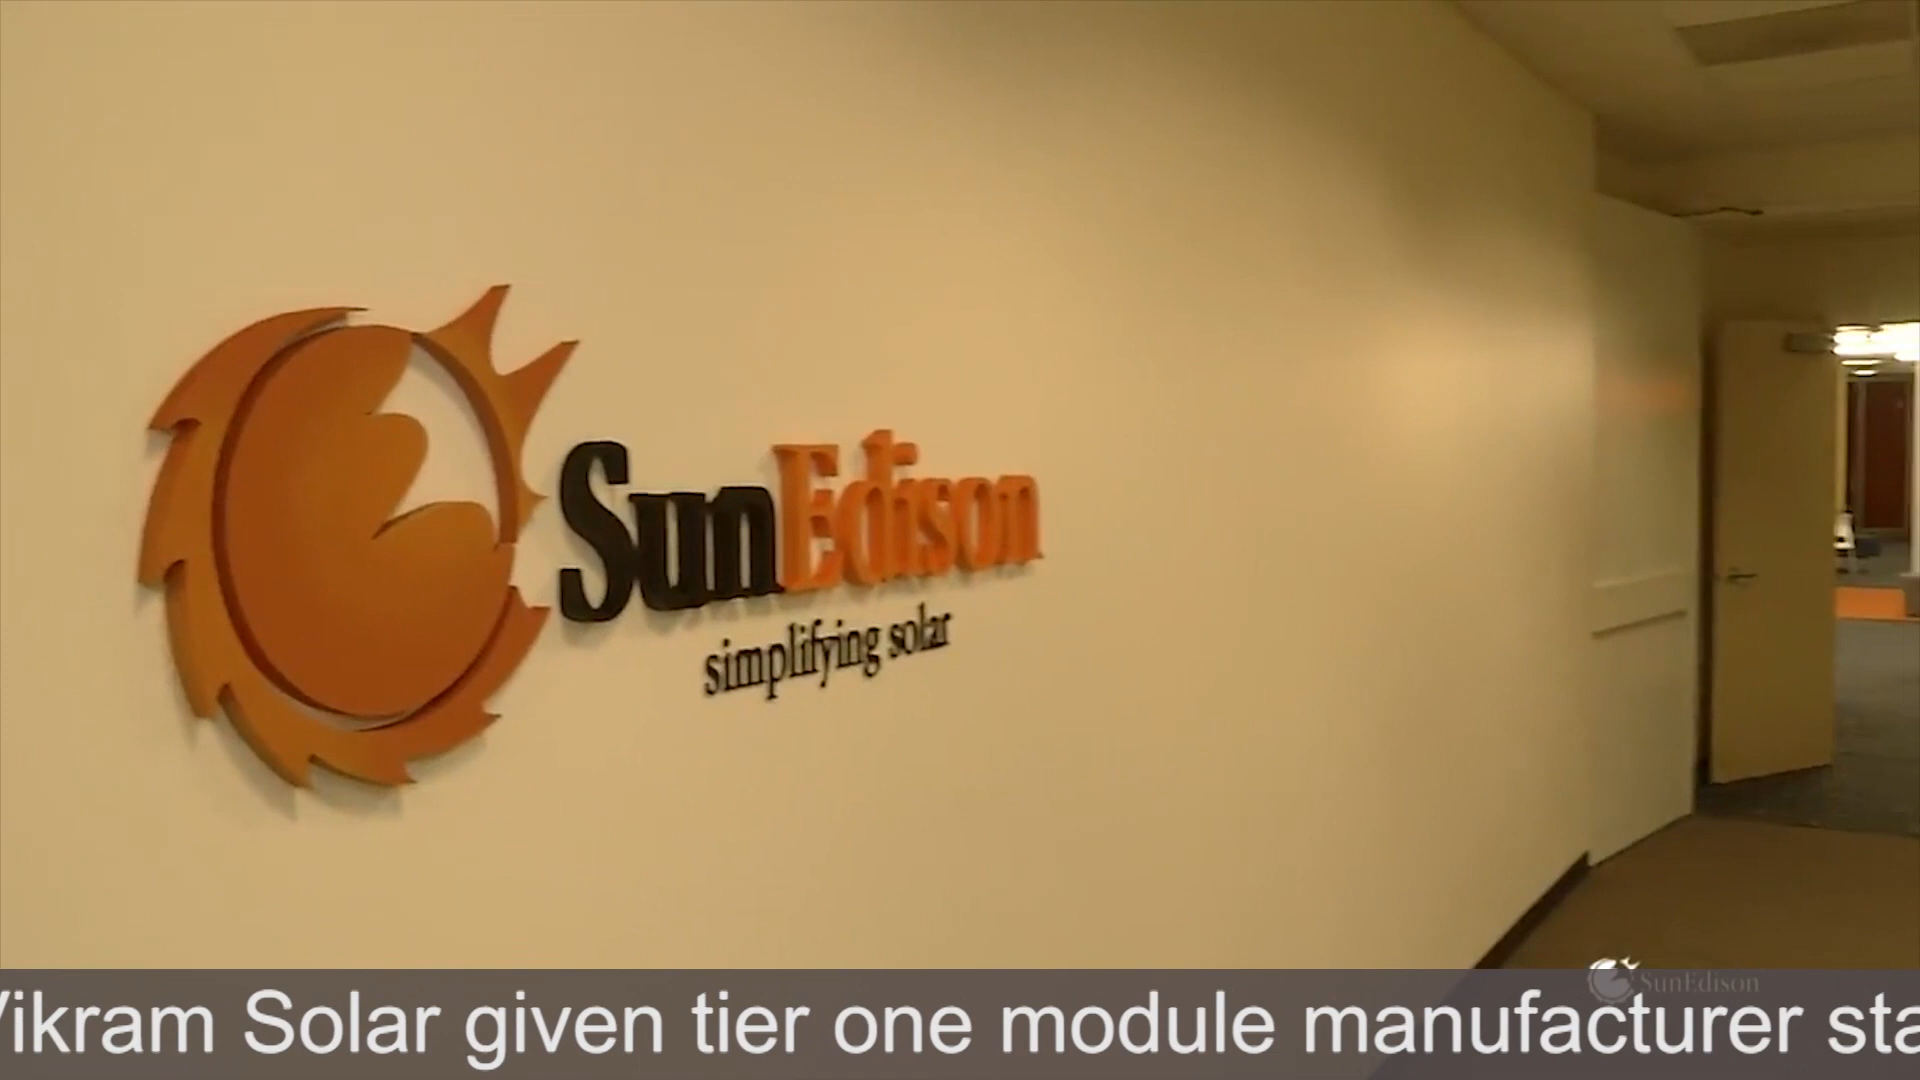 SunEdison
simplifying solar
SunEdison
Vikram Solar given tier one module manufacturer sta